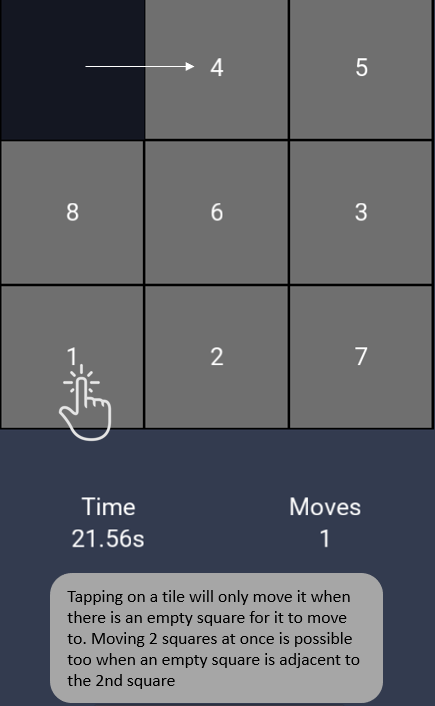 4 5
8 6 3
1 2 7
Time Moves
21.56s 1
Tapping on a tile will only move it when
there is an empty square for it to move
to. Moving 2 squares at once is possible
too when an empty square is adjacent to
the 2nd square